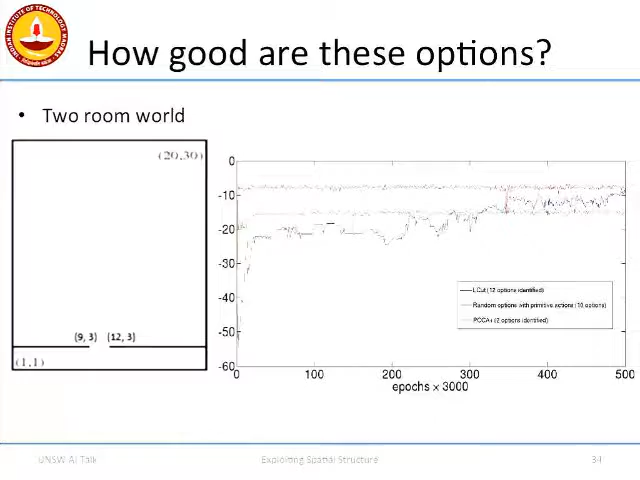 How good are these options?
• Two room world
(20,30)
(9, 3) (12, 3)
(1,1)
0
-10
-20
-30
-40
-50
-60
0 100 200 300 400 500
epochs × 3000
LCut (12 options identified)
Random options with primitive actions (10 options)
PCCA+ (2 options identified)
UNSW AI Talk
Exploiting Spatial Structure
34